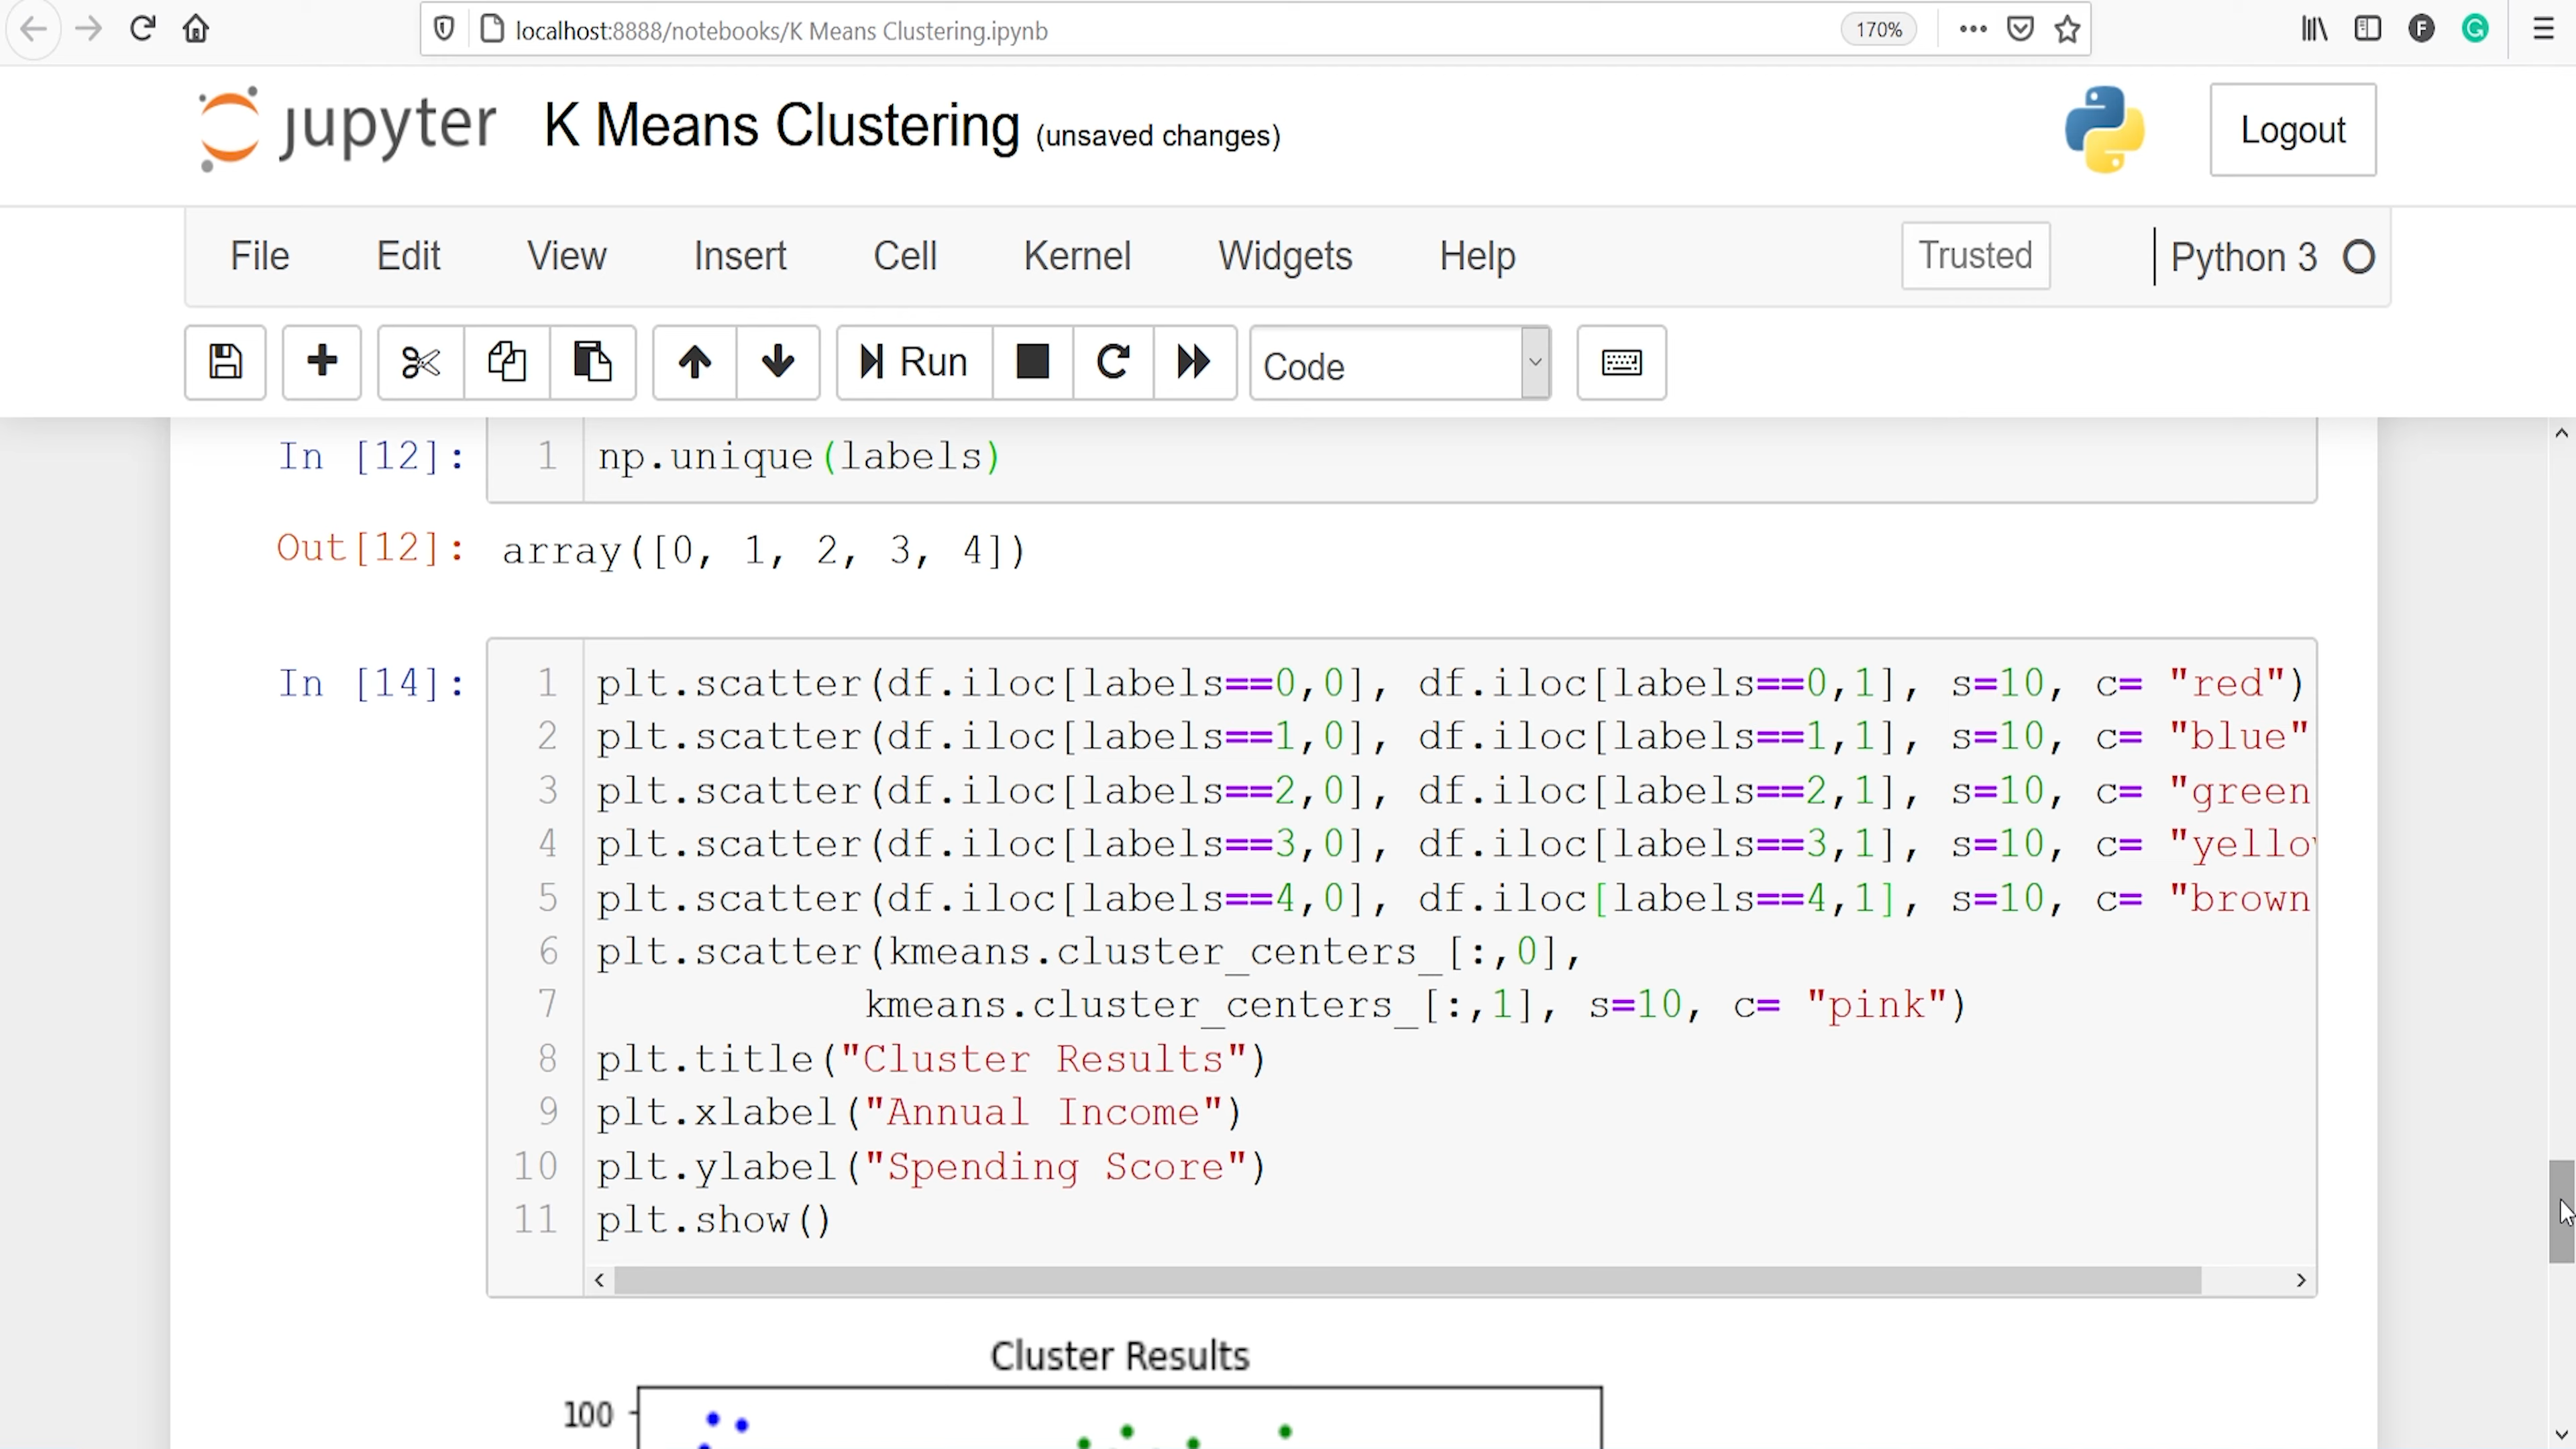 localhost:8888/notebooks/K Means Clustering.ipynb
170%
F
G
jupyter K Means Clustering (unsaved changes)
Logout
File Edit View Insert Cell Kernel Widgets Help
Trusted
Python 3
Run
Code
In [12]: 1 np.unique(labels)
Out[12]: array([0, 1, 2, 3, 4])
In [14]: 1 plt.scatter(df.iloc[labels==0,0], df.iloc[labels==0,1], s=10, c= "red")
2 plt.scatter(df.iloc[labels==1,0], df.iloc[labels==1,1], s=10, c= "blue"
3 plt.scatter(df.iloc[labels==2,0], df.iloc[labels==2,1], s=10, c= "green
4 plt.scatter(df.iloc[labels==3,0], df.iloc[labels==3,1], s=10, c= "yello
5 plt.scatter(df.iloc[labels==4,0], df.iloc[labels==4,1], s=10, c= "brown
6 plt.scatter(kmeans.cluster_centers_[:,0],
7 kmeans.cluster_centers_[:,1], s=10, c= "pink")
8 plt.title("Cluster Results")
9 plt.xlabel("Annual Income")
10 plt.ylabel("Spending Score")
11 plt.show()
Cluster Results
100